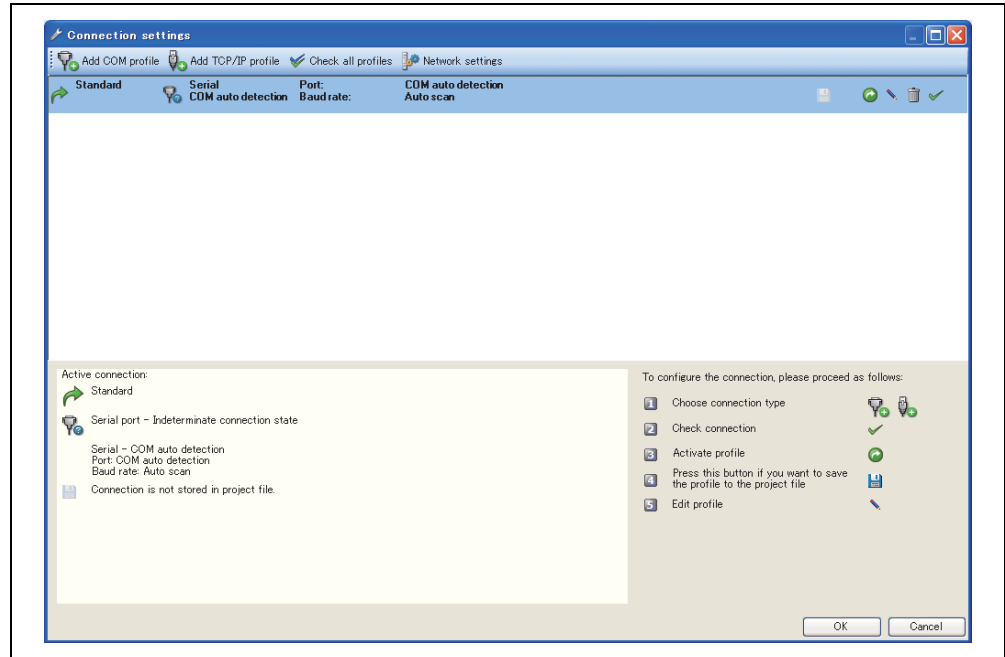 Connection settings
Add COM profile Add TCP/IP profile Check all profiles Network settings
Standard Serial Port: COM auto detection
COM auto detection Baud rate: Auto scan
Active connection:
Standard
Serial port - Indeterminate connection state
Serial - COM auto detection
Port: COM auto detection
Baud rate: Auto scan
Connection is not stored in project file.
To configure the connection, please proceed as follows:
1 Choose connection type
2 Check connection
3 Activate profile
4 Press this button if you want to save
the profile to the project file
5 Edit profile
OK Cancel